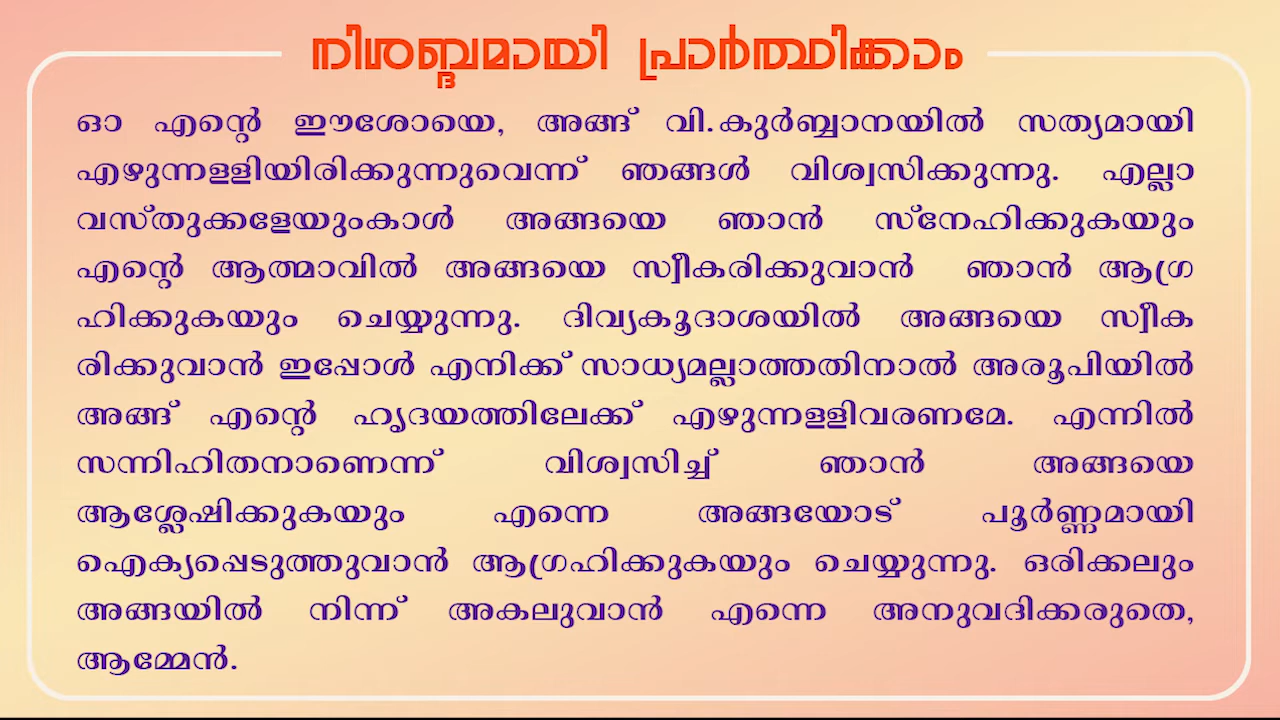 നിശബ്ദമായി പ്രാർത്ഥിക്കാം
ഓ എന്റെ ഈശോയെ, അങ്ങ് വി.കുർബ്ബാനയിൽ സത്യമായി
എഴുന്നളളിയിരിക്കുന്നുവെന്ന് ഞങ്ങൾ വിശ്വസിക്കുന്നു. എല്ലാ
വസ്തുക്കളേയുംകാൾ അങ്ങയെ ഞാൻ സ്നേഹിക്കുകയും
എന്റെ ആത്മാവിൽ അങ്ങയെ സ്വീകരിക്കുവാൻ ഞാൻ ആഗ്ര
ഹിക്കുകയും ചെയ്യുന്നു. ദിവ്യകൂദാശയിൽ അങ്ങയെ സ്വീക
രിക്കുവാൻ ഇപ്പോൾ എനിക്ക് സാധ്യമല്ലാത്തതിനാൽ അരൂപിയിൽ
അങ്ങ് എന്റെ ഹൃദയത്തിലേക്ക് എഴുന്നളളിവരണമേ. എന്നിൽ
സന്നിഹിതനാണെന്ന് വിശ്വസിച്ച് ഞാൻ അങ്ങയെ
ആശ്ലേഷിക്കുകയും എന്നെ അങ്ങയോട് പൂർണ്ണമായി
ഐക്യപ്പെടുത്തുവാൻ ആഗ്രഹിക്കുകയും ചെയ്യുന്നു. ഒരിക്കലും
അങ്ങയിൽ നിന്ന് അകലുവാൻ എന്നെ അനുവദിക്കരുതെ,
ആമ്മേൻ.